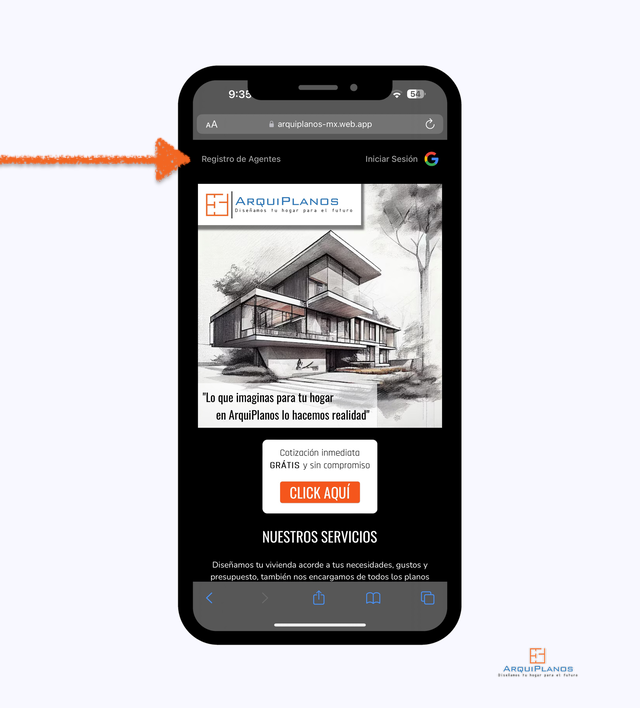 9:35
54
AA
arquiplanos-mx.web.app
Registro de Agentes
Iniciar Sesión
ARQUIPLANOS
Diseñamos tu hogar para el futuro
"Lo que imaginas para tu hogar
en ArquiPlanos lo hacemos realidad"
Cotización inmediata
GRÁTIS y sin compromiso
CLICK AQUÍ
NUESTROS SERVICIOS
Diseñamos tu vivienda acorde a tus necesidades, gustos y
presupuesto, también nos encargamos de todos los planos
ARQUIPLANOS
Diseñamos tu hogar para el futuro